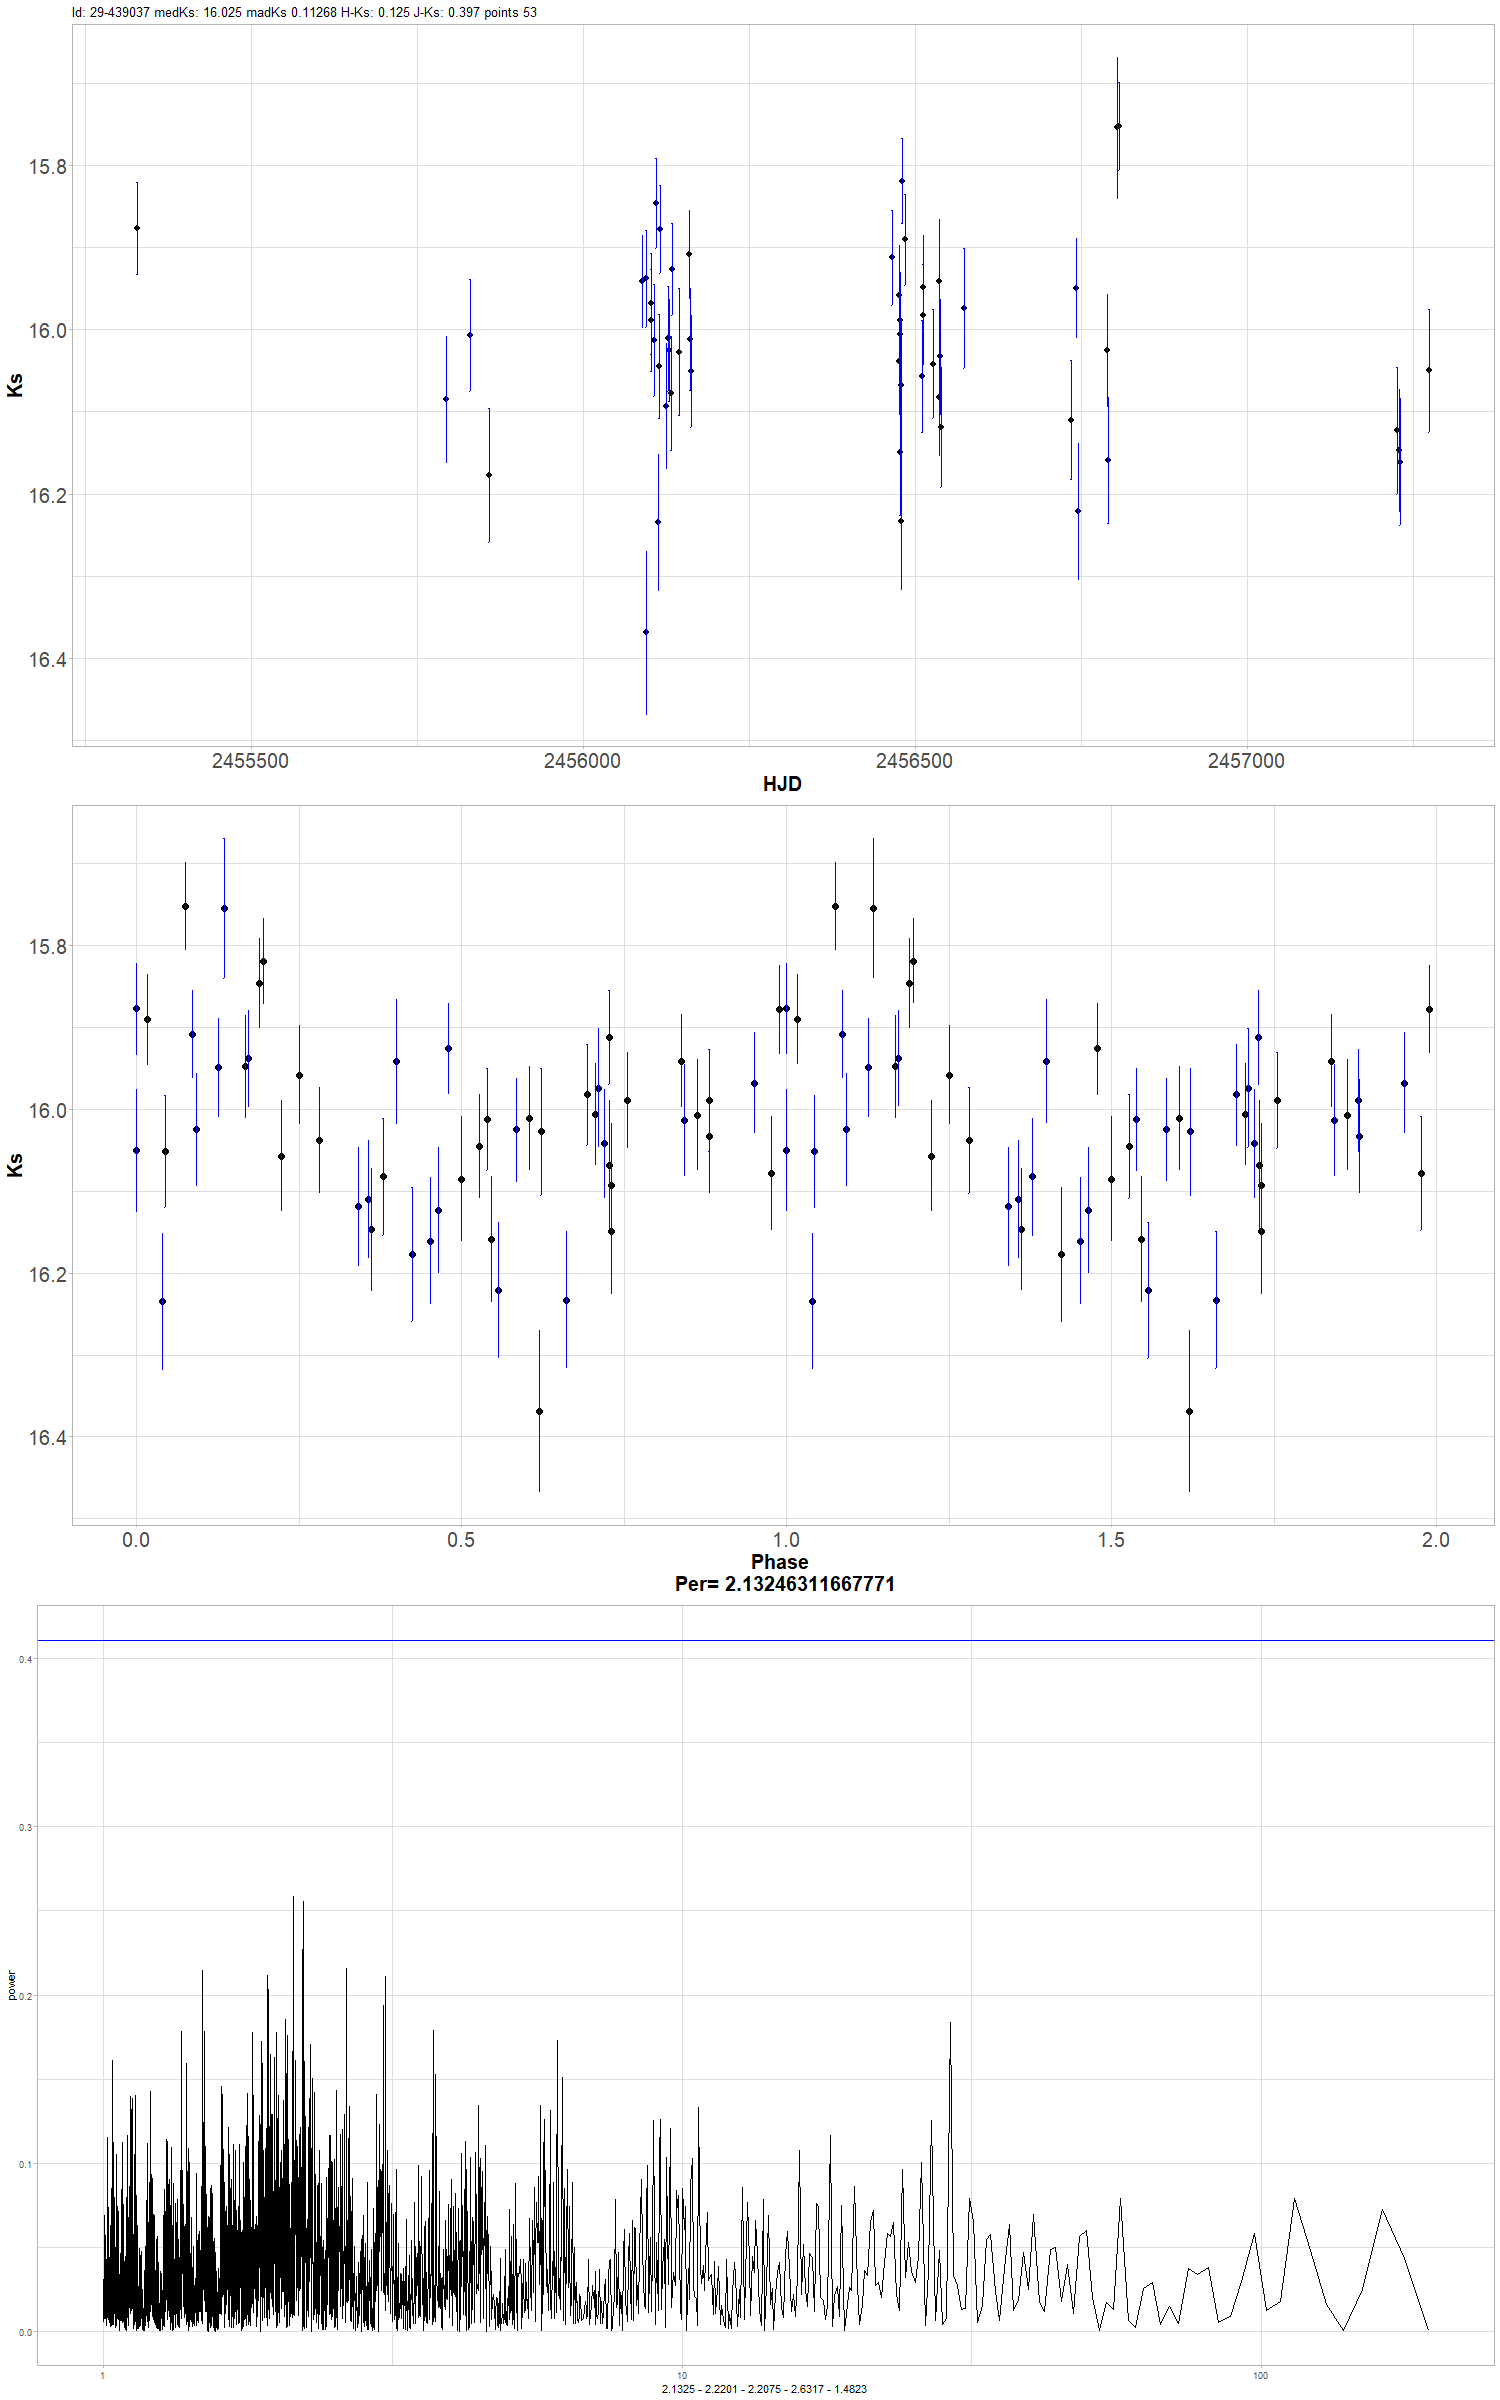 Id: 29-439037 medKs: 16.025 madKs 0.11268 H-Ks: 0.125 J-Ks: 0.397 points 53
15.8
16.0
16.2
16.4
Ks
2455500 2456000 2456500 2457000
HJD
15.8
16.0
16.2
16.4
Ks
0.0 0.5 1.0 1.5 2.0
Phase
Per= 2.13246311667771
0.4
0.3
0.2
0.1
0.0
power
1 10 100
2.1325 - 2.2201 - 2.2075 - 2.6317 - 1.4823